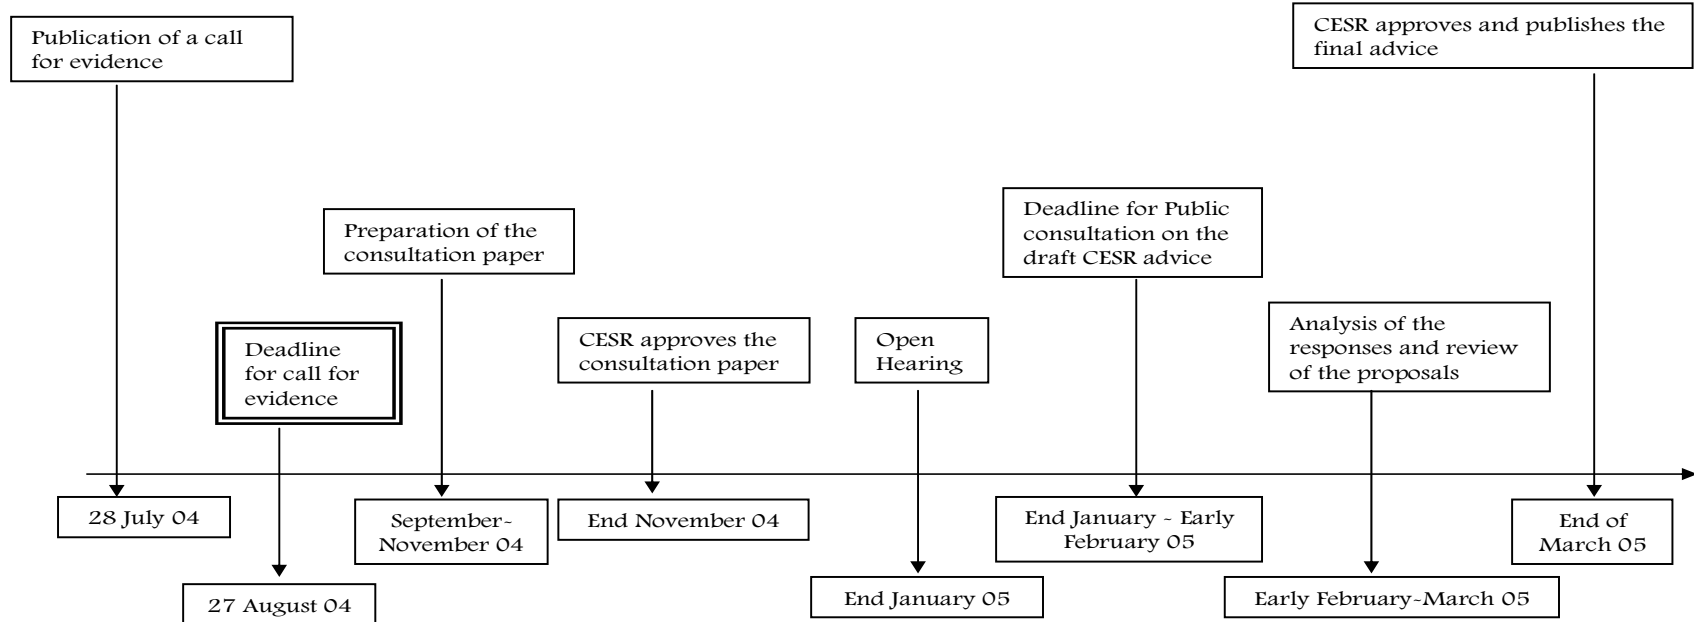 Publication of a call
for evidence
CESR approves and publishes the
final advice
Preparation of the
consultation paper
Deadline for Public
consultation on the
draft CESR advice
Deadline
for call for
evidence
CESR approves the
consultation paper
Open
Hearing
Analysis of the
responses and review
of the proposals
28 July 04
September-
November 04
End November 04
End January - Early
February 05
End of
March 05
27 August 04
End January 05
Early February-March 05